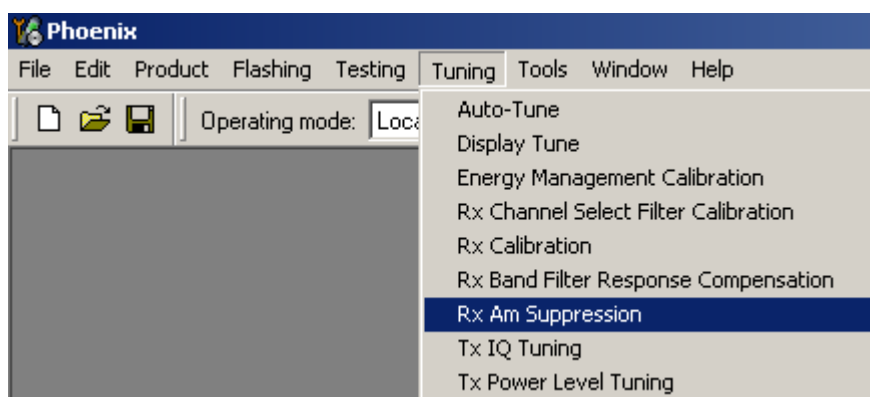 Phoenix
File Edit Product Flashing Testing Tuning Tools Window Help
Operating mode:
Auto-Tune
Display Tune
Energy Management Calibration
Rx Channel Select Filter Calibration
Rx Calibration
Rx Band Filter Response Compensation
Rx Am Suppression
Tx IQ Tuning
Tx Power Level Tuning